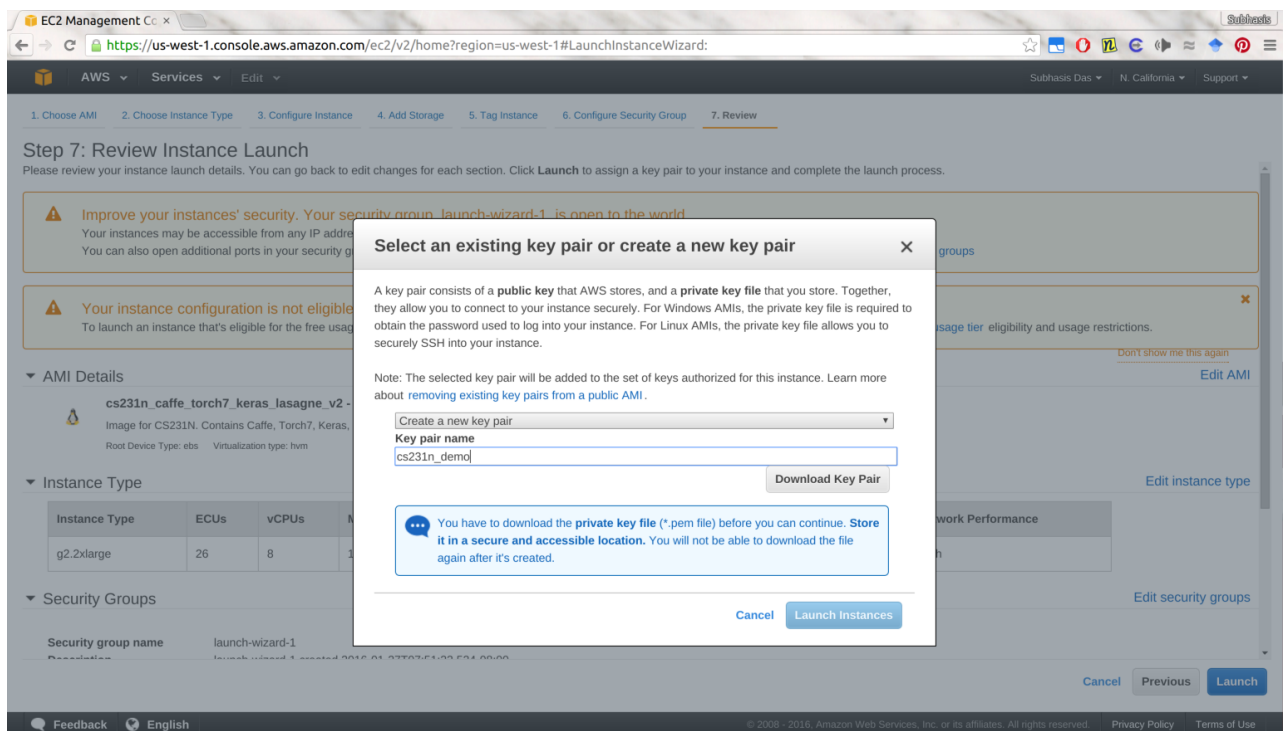 EC2 Management Co
Subhasis
https://us-west-1.console.aws.amazon.com/ec2/v2/home?region=us-west-1#LaunchInstanceWizard:
AWS Services Edit Subhasis Das N. California Support
1. Choose AMI 2. Choose Instance Type 3. Configure Instance 4. Add Storage 5. Tag Instance 6. Configure Security Group 7. Review
Step 7: Review Instance Launch
Please review your instance launch details. You can go back to edit changes for each section. Click Launch to assign a key pair to your instance and complete the launch process.
Improve your instances' security. Your security group, launch-wizard-1, is open to the world.
Your instances may be accessible from any IP addre
You can also open additional ports in your security g
groups
Your instance configuration is not eligible
To launch an instance that's eligible for the free usag
usage tier eligibility and usage restrictions.
Don't show me this again
Select an existing key pair or create a new key pair
A key pair consists of a public key that AWS stores, and a private key file that you store. Together,
they allow you to connect to your instance securely. For Windows AMIs, the private key file is required to
obtain the password used to log into your instance. For Linux AMIs, the private key file allows you to
securely SSH into your instance.
Note: The selected key pair will be added to the set of keys authorized for this instance. Learn more
about removing existing key pairs from a public AMI.
Create a new key pair
Key pair name
cs231n_demo
Download Key Pair
You have to download the private key file (*.pem file) before you can continue. Store
it in a secure and accessible location. You will not be able to download the file
again after it's created.
Cancel Launch Instances
AMI Details
Edit AMI
cs231n_caffe_torch7_keras_lasagne_v2 -
Image for CS231N. Contains Caffe, Torch7, Keras,
Root Device Type: ebs Virtualization type: hvm
Instance Type
Edit instance type
Instance Type ECUs vCPUs M work Performance
g2.2xlarge 26 8 1 h
Security Groups
Edit security groups
Security group name launch-wizard-1
Description launch-wizard-1 created 2016-01-27T07:51:22.524-08:00
Cancel Previous Launch
Feedback English
© 2008 - 2016, Amazon Web Services, Inc. or its affiliates. All rights reserved. Privacy Policy Terms of Use